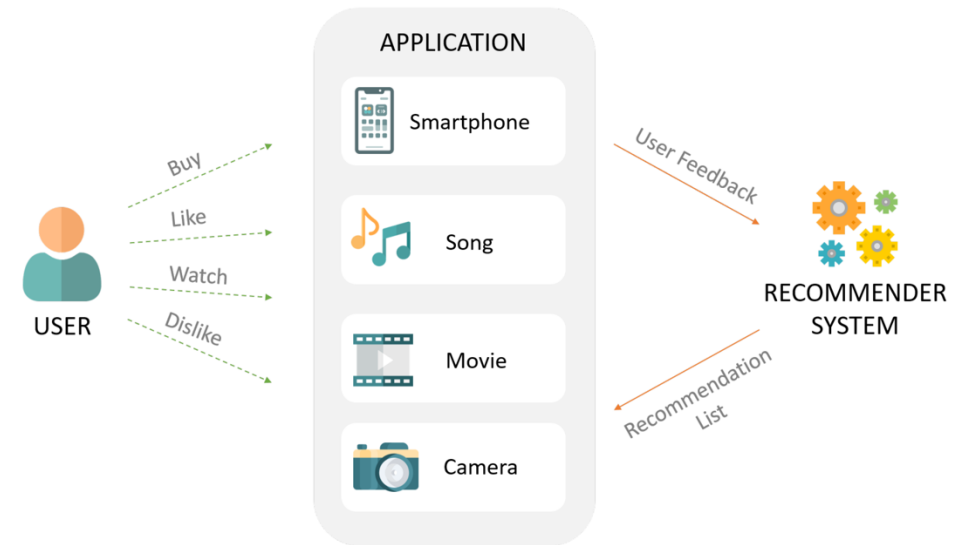 APPLICATION
Smartphone
Buy
User Feedback
Like
Song
Watch
RECOMMENDER
SYSTEM
USER
Dislike
Movie
Recommendation
List
Camera